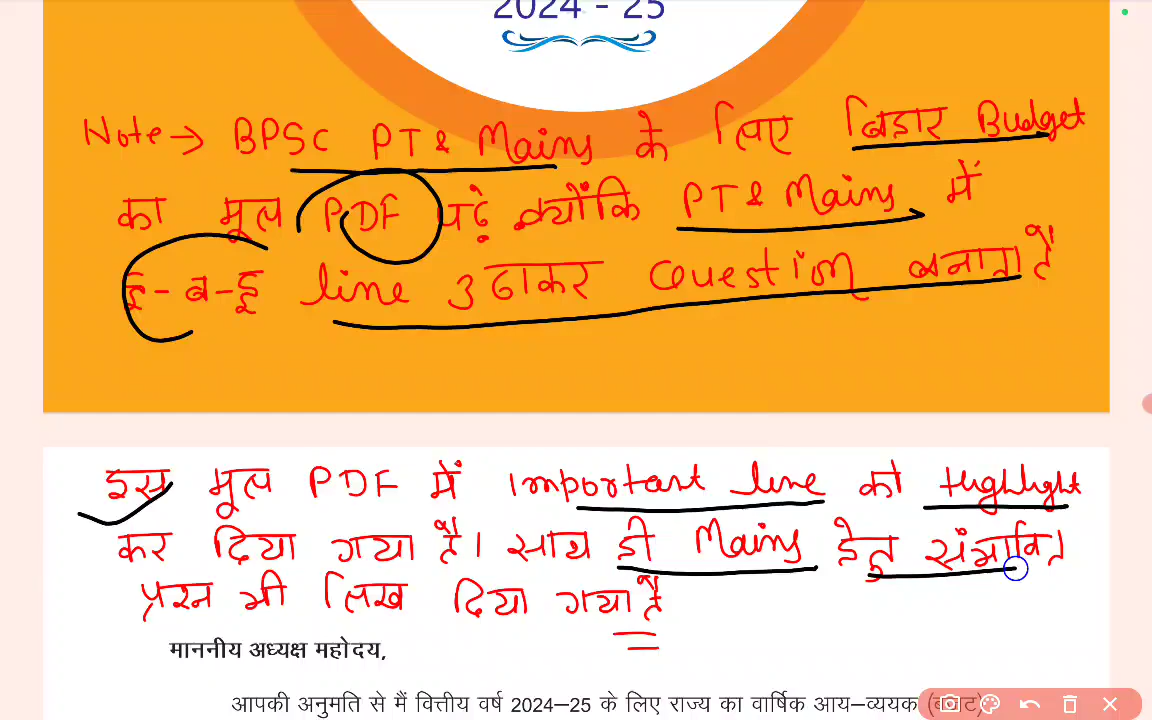 2024 - 25
Note → BPSC PT & Mains के लिए बिहार Budget
का मूल PDF पढ़े क्योंकि PT & Mains में
हू-ब-हू line उठाकर Question बनाता है
इस मूल PDF में Important line को Highlight
कर दिया गया है। साथ ही Mains हेतु संभावित
प्रश्न भी लिख दिया गया है
माननीय अध्यक्ष महोदय,
आपकी अनुमति से मैं वित्तीय वर्ष 2024–25 के लिए राज्य का वार्षिक आय–व्ययक (बजट)